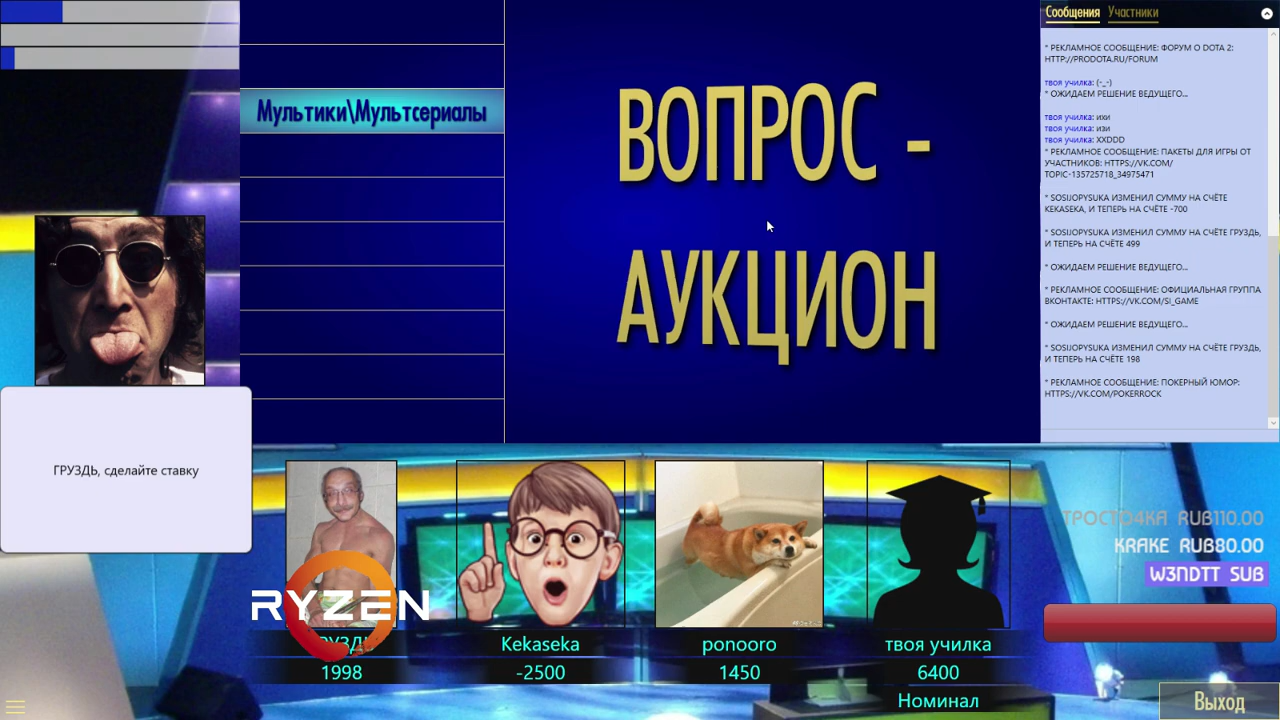 Сообщения Участники
* РЕКЛАМНОЕ СООБЩЕНИЕ: ФОРУМ О DOTA 2:
HTTP://PRODOTA.RU/FORUM
твоя училка: (-_-)
* ОЖИДАЕМ РЕШЕНИЕ ВЕДУЩЕГО...
твоя училка: ихи
твоя училка: изи
твоя училка: XXDDD
* РЕКЛАМНОЕ СООБЩЕНИЕ: ПАКЕТЫ ДЛЯ ИГРЫ ОТ
УЧАСТНИКОВ: HTTPS://VK.COM/
TOPIC-135725718_34975471
* SOSIJOPYSUKA ИЗМЕНИЛ СУММУ НА СЧЁТЕ
KEKASEKA, И ТЕПЕРЬ НА СЧЁТЕ -700
* SOSIJOPYSUKA ИЗМЕНИЛ СУММУ НА СЧЁТЕ ГРУЗДЬ,
И ТЕПЕРЬ НА СЧЁТЕ 499
* ОЖИДАЕМ РЕШЕНИЕ ВЕДУЩЕГО...
* РЕКЛАМНОЕ СООБЩЕНИЕ: ОФИЦИАЛЬНАЯ ГРУППА
ВКОНТАКТЕ: HTTPS://VK.COM/SI_GAME
* ОЖИДАЕМ РЕШЕНИЕ ВЕДУЩЕГО...
* SOSIJOPYSUKA ИЗМЕНИЛ СУММУ НА СЧЁТЕ ГРУЗДЬ,
И ТЕПЕРЬ НА СЧЁТЕ 198
* РЕКЛАМНОЕ СООБЩЕНИЕ: ПОКЕРНЫЙ ЮМОР:
HTTPS://VK.COM/POKERROCK
Мультики\Мультсериалы
ВОПРОС -
АУКЦИОН
ГРУЗДЬ, сделайте ставку
ТРОСТО4КА RUB110.00
KRAKE RUB80.00
W3NDTT SUB
RYZEN
Kekaseka ponooro твоя училка
1998 -2500 1450 6400
Номинал
Выход